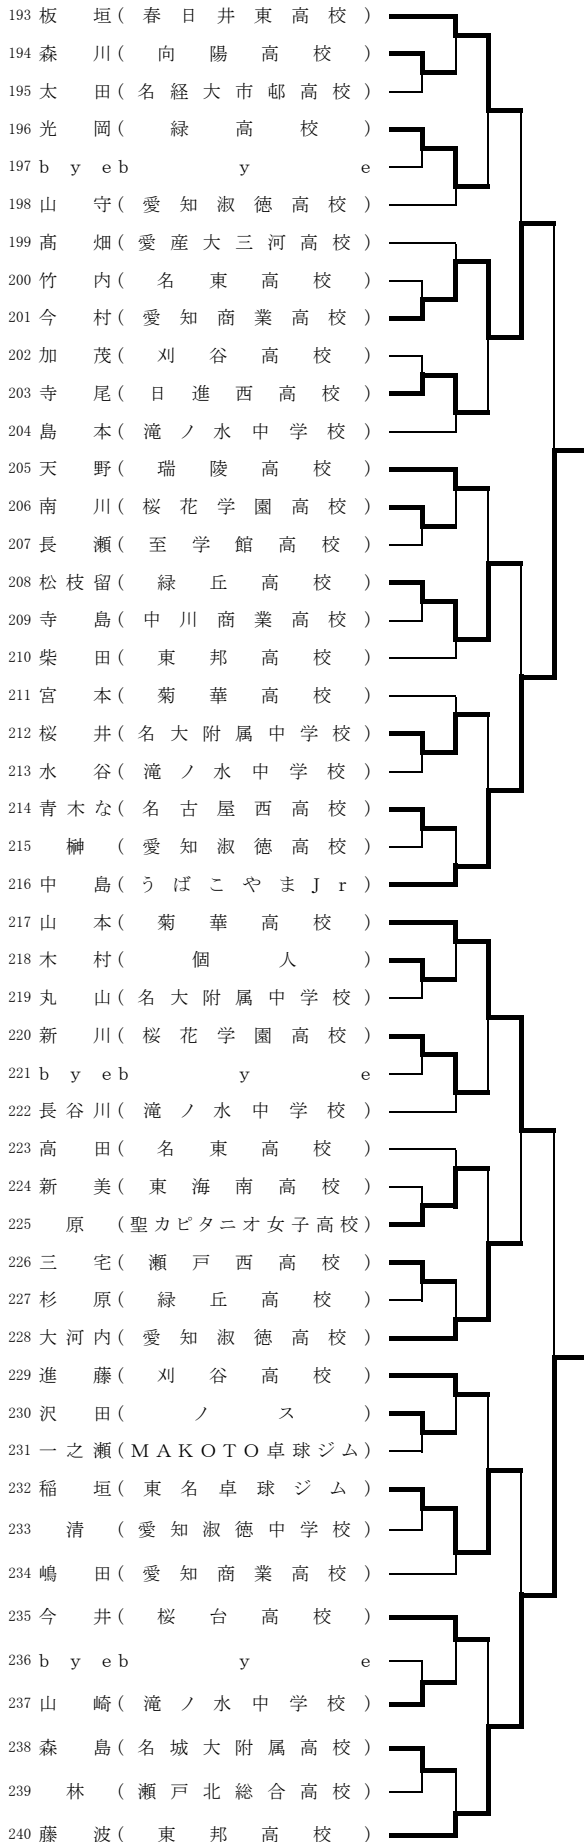 193 板垣(春日井東高校)
194 森川(向陽高校)
195 太田(名経大市邨高校)
196 光岡(緑高校)
197 byebye
198 山守(愛知淑徳高校)
199 髙畑(愛産大三河高校)
200 竹内(名東高校)
201 今村(愛知商業高校)
202 加茂(刈谷高校)
203 寺尾(日進西高校)
204 島本(滝ノ水中学校)
205 天野(瑞陵高校)
206 南川(桜花学園高校)
207 長瀬(至学館高校)
208 松枝留(緑丘高校)
209 寺島(中川商業高校)
210 柴田(東邦高校)
211 宮本(菊華高校)
212 桜井(名大附属中学校)
213 水谷(滝ノ水中学校)
214 青木な(名古屋西高校)
215 榊(愛知淑徳高校)
216 中島(うばこやまJr)
217 山本(菊華高校)
218 木村(個人)
219 丸山(名大附属中学校)
220 新川(桜花学園高校)
221 byebye
222 長谷川(滝ノ水中学校)
223 高田(名東高校)
224 新美(東海南高校)
225 原(聖カピタニオ女子高校)
226 三宅(瀬戸西高校)
227 杉原(緑丘高校)
228 大河内(愛知淑徳高校)
229 進藤(刈谷高校)
230 沢田(ノス)
231 一之瀬(MAKOTO卓球ジム)
232 稲垣(東名卓球ジム)
233 清(愛知淑徳中学校)
234 嶋田(愛知商業高校)
235 今井(桜台高校)
236 byebye
237 山崎(滝ノ水中学校)
238 森島(名城大附属高校)
239 林(瀬戸北総合高校)
240 藤波(東邦高校)